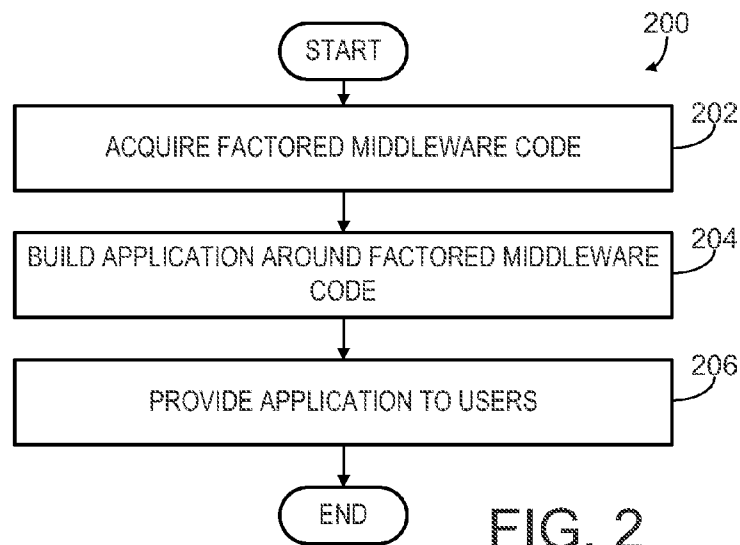 START
200
ACQUIRE FACTORED MIDDLEWARE CODE
202
BUILD APPLICATION AROUND FACTORED MIDDLEWARE
CODE
204
PROVIDE APPLICATION TO USERS
206
END
FIG. 2